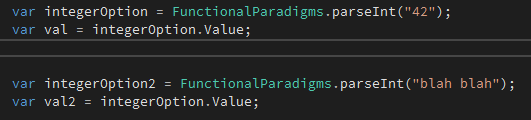 var integerOption = FunctionalParadigms.parseInt("42");
var val = integerOption.Value;
var integerOption2 = FunctionalParadigms.parseInt("blah blah");
var val2 = integerOption.Value;